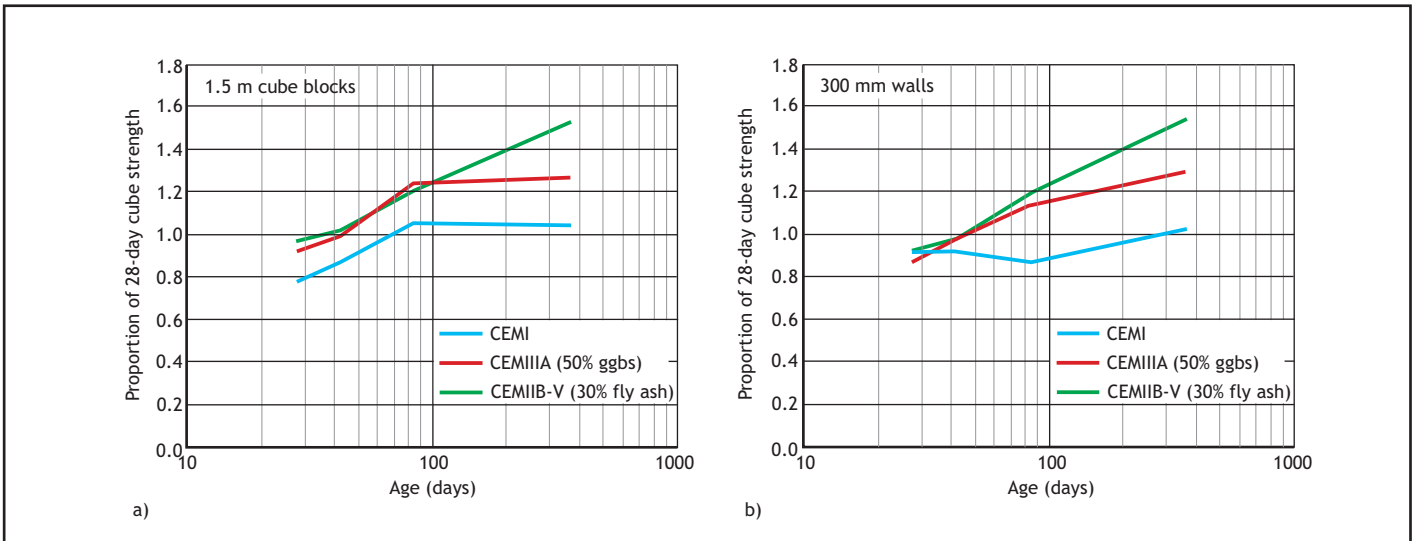 1.5 m cube blocks
Proportion of 28-day cube strength
1.8
1.6
1.4
1.2
1.0
0.8
0.6
0.4
0.2
0.0
CEMI
CEMIIIA (50% ggbs)
CEMIIB-V (30% fly ash)
10
100
1000
Age (days)
a)
300 mm walls
Proportion of 28-day cube strength
1.8
1.6
1.4
1.2
1.0
0.8
0.6
0.4
0.2
0.0
CEMI
CEMIIIA (50% ggbs)
CEMIIB-V (30% fly ash)
10
100
1000
Age (days)
b)